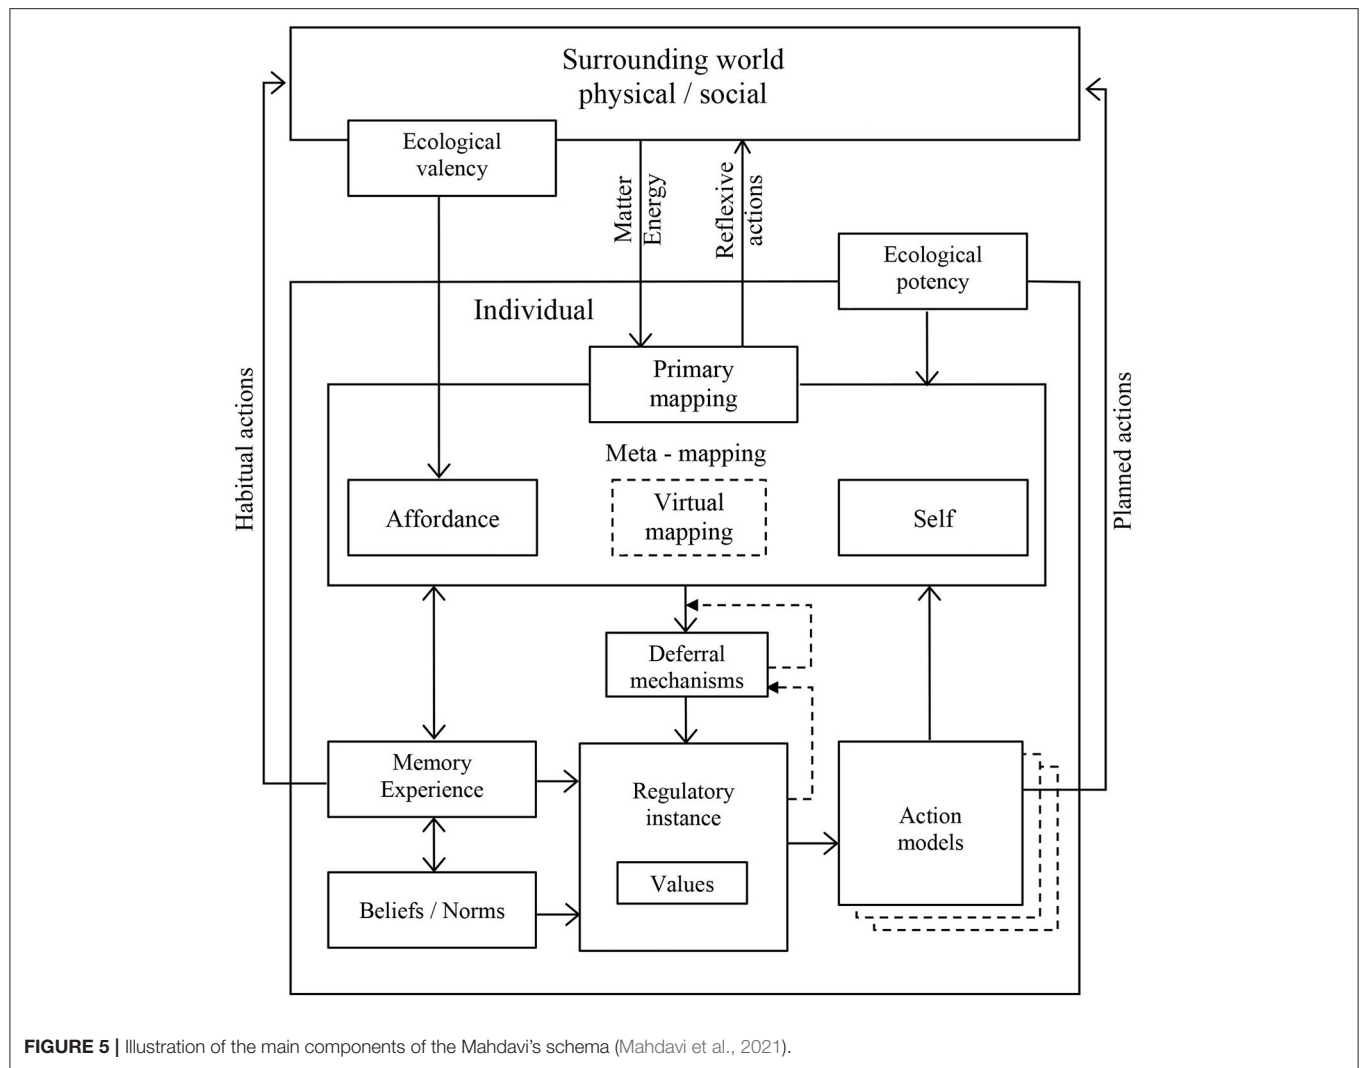 Surrounding world
physical / social
Ecological
valency
Matter
Energy
Reflexive
actions
Ecological
potency
Individual
Primary
mapping
Meta - mapping
Affordance
Virtual
mapping
Self
Habitual actions
Planned actions
Deferral
mechanisms
Memory
Experience
Regulatory
instance
Values
Action
models
Beliefs / Norms
FIGURE 5 | Illustration of the main components of the Mahdavi's schema (Mahdavi et al., 2021).